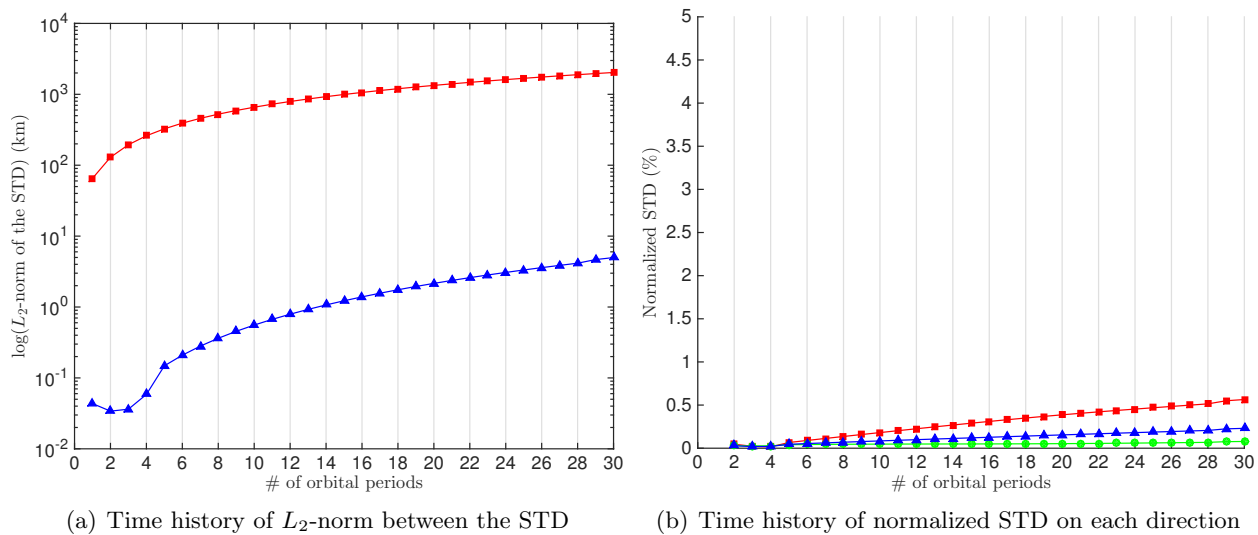 10^4
10^3
10^2
10^1
10^0
10^{-1}
10^{-2}
log(L_2-norm of the STD) (km)
0 2 4 6 8 10 12 14 16 18 20 22 24 26 28 30
# of orbital periods
(a) Time history of L_2-norm between the STD
5
4.5
4
3.5
3
2.5
2
1.5
1
0.5
0
Normalized STD (%)
0 2 4 6 8 10 12 14 16 18 20 22 24 26 28 30
# of orbital periods
(b) Time history of normalized STD on each direction